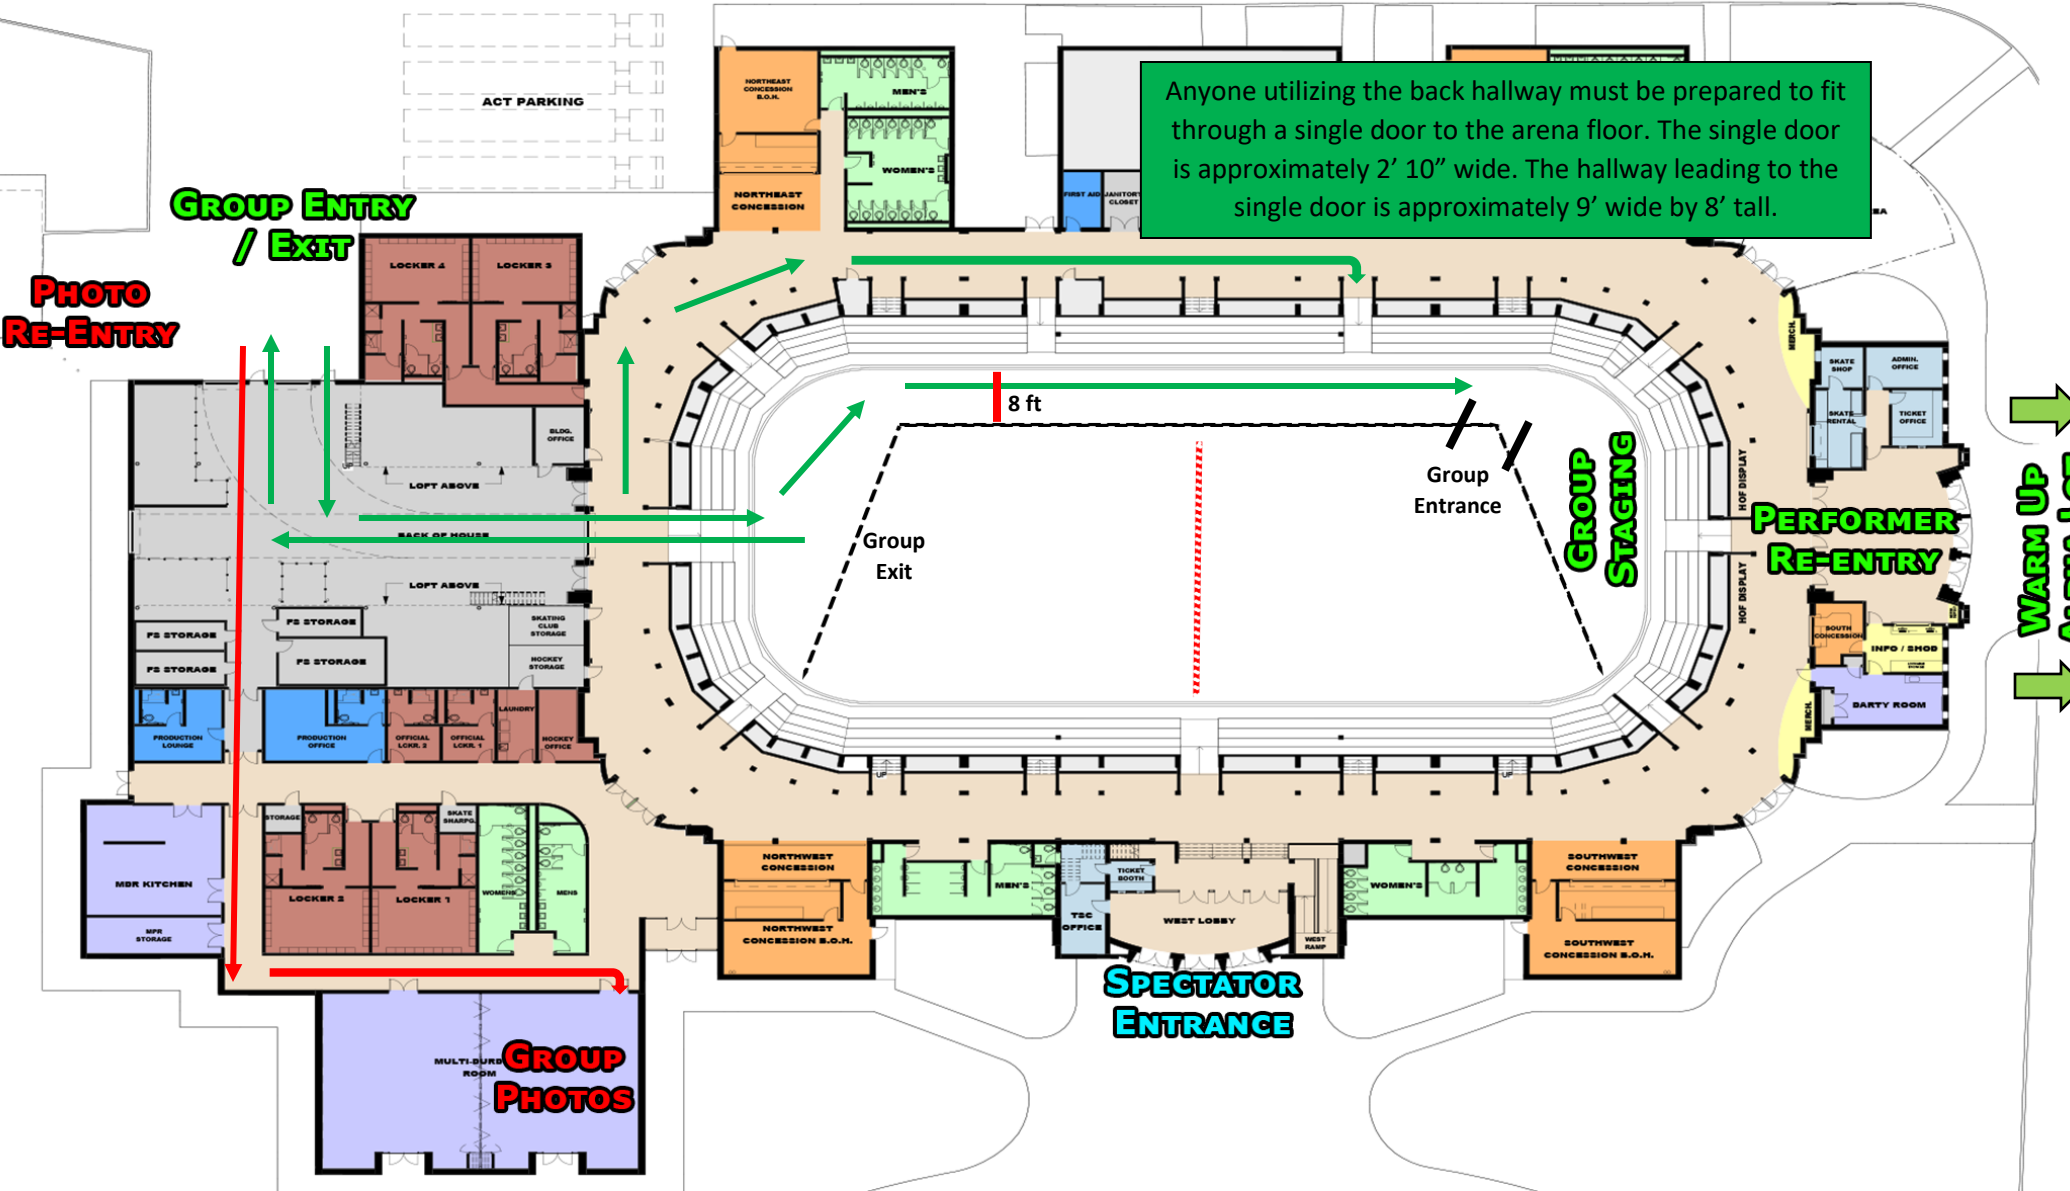 ACT PARKING
NORTHEAST
CONCESSION
B.O.H.
MEN'S
WOMEN'S
NORTHEAST
CONCESSION
Anyone utilizing the back hallway must be prepared to fit
through a single door to the arena floor. The single door
is approximately 2’ 10” wide. The hallway leading to the
single door is approximately 9’ wide by 8’ tall.
FIRST AID
JANITOR
CLOSET
GROUP ENTRY
/ EXIT
PHOTO
RE-ENTRY
LOCKER 4
LOCKER 3
BLDG.
OFFICE
LOFT ABOVE
BACK OF HOUSE
LOFT ABOVE
UP
FS STORAGE
FS STORAGE
FS STORAGE
FS STORAGE
SKATING
CLUB
STORAGE
HOCKEY
STORAGE
PRODUCTION
LOUNGE
PRODUCTION
OFFICE
OFFICIAL
LCKR. 2
OFFICIAL
LCKR. 1
LAUNDRY
HOCKEY
OFFICE
8 ft
Group
Entrance
Group
Exit
GROUP
STAGING
MERCH.
SKATE
SHOP
ADMIN.
OFFICE
SKATE
RENTAL
TICKET
OFFICE
HOF DISPLAY
PERFORMER
RE-ENTRY
HOF DISPLAY
WARM UP
SOUTH
CONCESSION
INFO / SHOD
PARTY ROOM
MERCH.
UP
UP
STORAGE
SKATE
SHARPG.
MBR KITCHEN
MPR
STORAGE
LOCKER 2
LOCKER 1
WOMENS
MENS
NORTHWEST
CONCESSION
NORTHWEST
CONCESSION B.O.H.
MEN'S
TSC
OFFICE
TICKET
BOOTH
WEST LOBBY
WEST
RAMP
WOMEN'S
SOUTHWEST
CONCESSION
SOUTHWEST
CONCESSION B.O.H.
SPECTATOR
ENTRANCE
ROOM
GROUP
PHOTOS